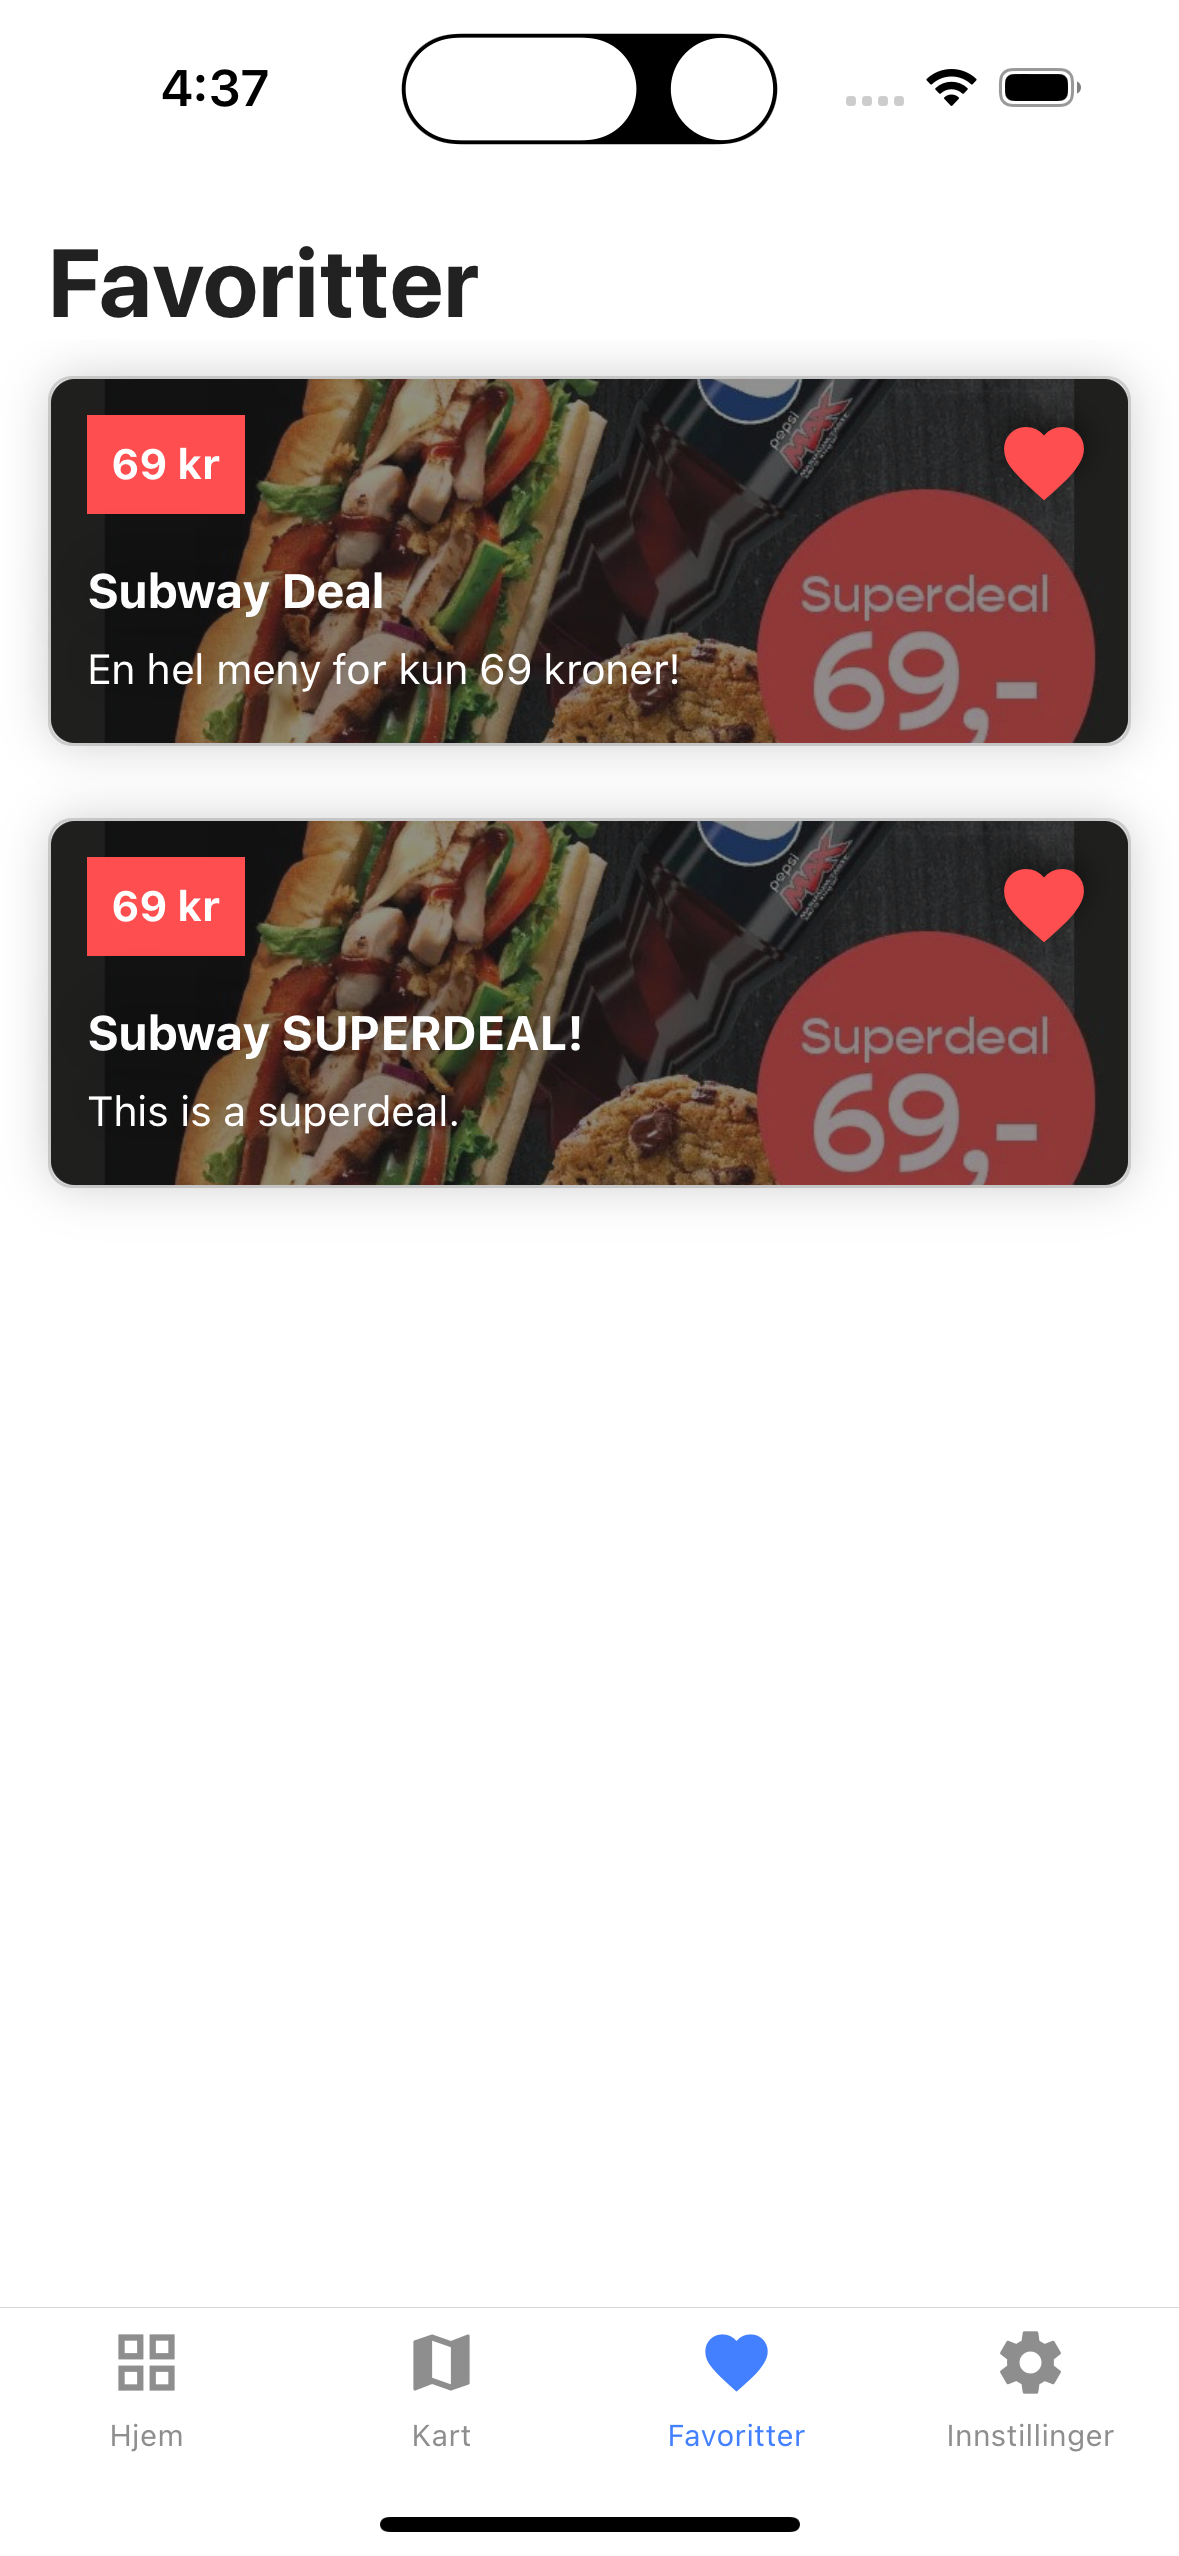 4:37
Favoritter
69 kr
pepsi
MAX
Superdeal
69,-
Subway Deal
En hel meny for kun 69 kroner!
69 kr
pepsi
MAX
Superdeal
69,-
Subway SUPERDEAL!
This is a superdeal.
Hjem
Kart
Favoritter
Innstillinger